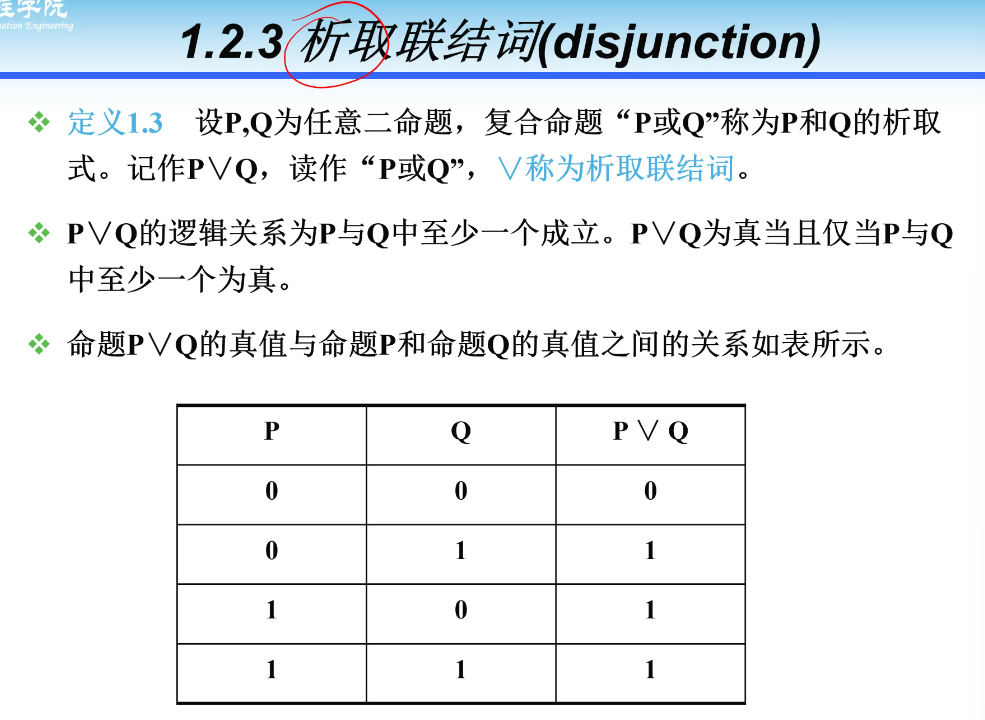 程学院
ation Engineering
1.2.3 析取联结词(disjunction)
定义1.3 设P,Q为任意二命题，复合命题“P或Q”称为P和Q的析取
式。记作P∨Q，读作“P或Q”，∨称为析取联结词。
P∨Q的逻辑关系为P与Q中至少一个成立。P∨Q为真当且仅当P与Q
中至少一个为真。
命题P∨Q的真值与命题P和命题Q的真值之间的关系如表所示。
P Q P ∨ Q
0 0 0
0 1 1
1 0 1
1 1 1